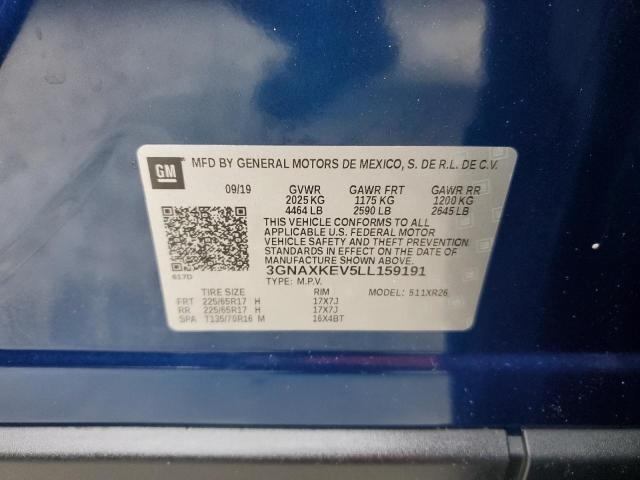 GM
MFD BY GENERAL MOTORS DE MEXICO, S. DE R.L. DE C.V.
09/19 GVWR GAWR FRT GAWR RR
2025 KG 1175 KG 1200 KG
4464 LB 2590 LB 2645 LB
THIS VEHICLE CONFORMS TO ALL
APPLICABLE U.S. FEDERAL MOTOR
VEHICLE SAFETY AND THEFT PREVENTION
STANDARDS IN EFFECT ON THE DATE OF
MANUFACTURE SHOWN ABOVE.
617D 3GNAXKEV5LL159191
TYPE: M.P.V.
TIRE SIZE RIM MODEL: 511XR26
FRT 225/65R17 H 17X7J
RR 225/65R17 H 17X7J
SPA T135/70R16 M 16X4BT